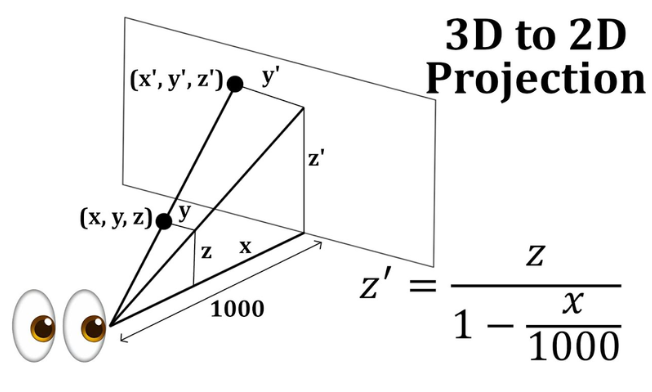 3D to 2D
Projection
(x', y', z')
y'
z'
(x, y, z)
y
z
x
1000
z' = z / (1 − x/1000)